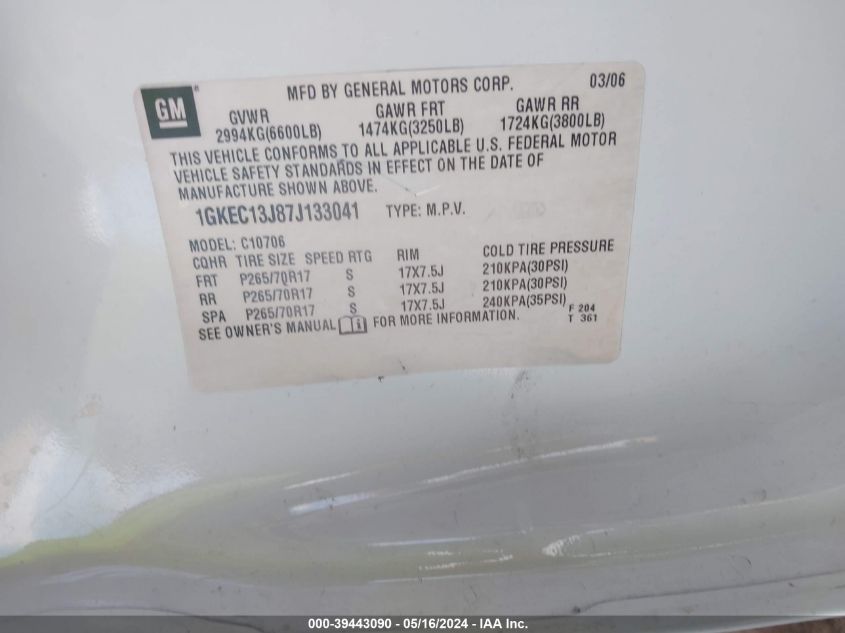 MFD BY GENERAL MOTORS CORP. 03/06
GM ®
GVWR GAWR FRT GAWR RR
2994KG(6600LB) 1474KG(3250LB) 1724KG(3800LB)
THIS VEHICLE CONFORMS TO ALL APPLICABLE U.S. FEDERAL MOTOR
VEHICLE SAFETY STANDARDS IN EFFECT ON THE DATE OF
MANUFACTURE SHOWN ABOVE.
1GKEC13J87J133041 TYPE: M.P.V.
MODEL: C10706
CQHR TIRE SIZE SPEED RTG RIM COLD TIRE PRESSURE
FRT P265/70R17 S 17X7.5J 210KPA(30PSI)
RR P265/70R17 S 17X7.5J 210KPA(30PSI)
SPA P265/70R17 S 17X7.5J 240KPA(35PSI)
SEE OWNER'S MANUAL i FOR MORE INFORMATION.
F 204
T 361
000-39443090 - 05/16/2024 - IAA Inc.